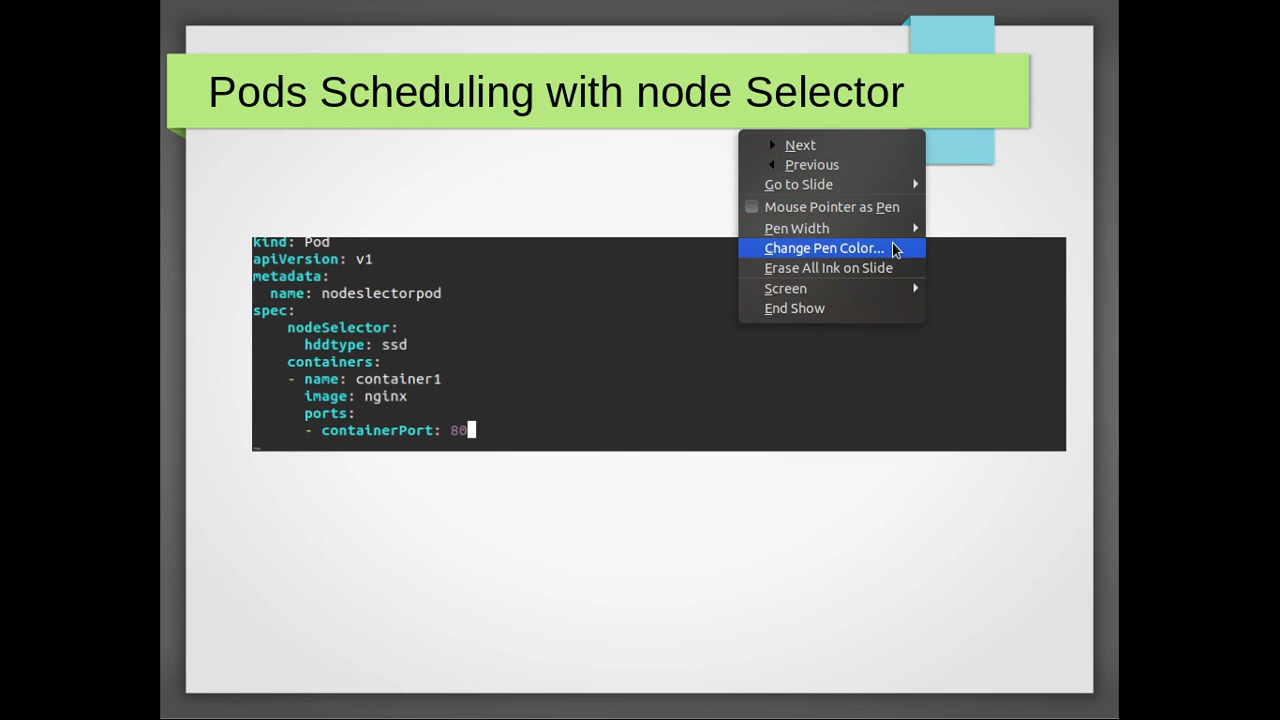 Pods Scheduling with node Selector
Next
Previous
Go to Slide
Mouse Pointer as Pen
Pen Width
Change Pen Color...
Erase All Ink on Slide
Screen
End Show
kind: Pod
apiVersion: v1
metadata:
  name: nodeslectorpod
spec:
    nodeSelector:
      hddtype: ssd
    containers:
    - name: container1
      image: nginx
      ports:
      - containerPort: 80
~